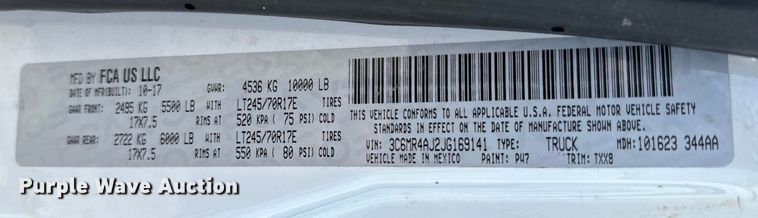 MFD BY FCA US LLC
DATE OF MFR(BUILT): 10-17 GVWR: 4536 KG 10000 LB
GAWR FRONT: 2495 KG 5500 LB WITH LT245/70R17E TIRES
17X7.5 RIMS AT 520 KPA ( 75 PSI) COLD
GAWR REAR: 2722 KG 6000 LB WITH LT245/70R17E TIRES
17X7.5 RIMS AT 550 KPA ( 80 PSI) COLD
THIS VEHICLE CONFORMS TO ALL APPLICABLE U.S.A. FEDERAL MOTOR VEHICLE SAFETY
STANDARDS IN EFFECT ON THE DATE OF MANUFACTURE SHOWN ABOVE.
VIN: 3C6MR4AJ2JG169141 TYPE: TRUCK MDH: 101623 344AA
VEHICLE MADE IN MEXICO PAINT: PW7 TRIM: TXX8
Purple Wave Auction